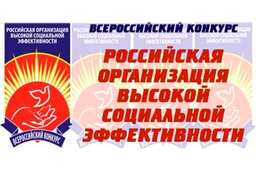 РОССИЙСКАЯ ОРГАНИЗАЦИЯ
ВЫСОКОЙ СОЦИАЛЬНОЙ
ЭФФЕКТИВНОСТИ
ВСЕРОССИЙСКИЙ КОНКУРС
ВСЕРОССИЙСКИЙ КОНКУРС
РОССИЙСКАЯ
ОРГАНИЗАЦИЯ
ВЫСОКОЙ
СОЦИАЛЬНОЙ
ЭФФЕКТИВНОСТИ